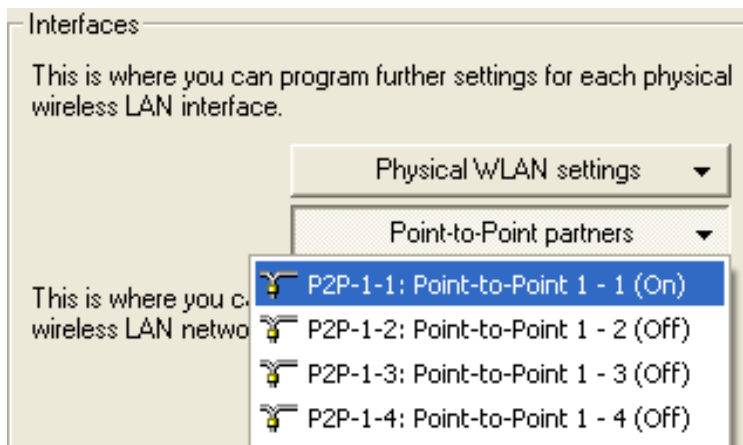 Interfaces
This is where you can program further settings for each physical
wireless LAN interface.
Physical WLAN settings
Point-to-Point partners
P2P-1-1: Point-to-Point 1 - 1 (On)
This is where you
P2P-1-2: Point-to-Point 1 - 2 (Off)
wireless LAN
P2P-1-3: Point-to-Point 1 - 3 (Off)
P2P-1-4: Point-to-Point 1 - 4 (Off)